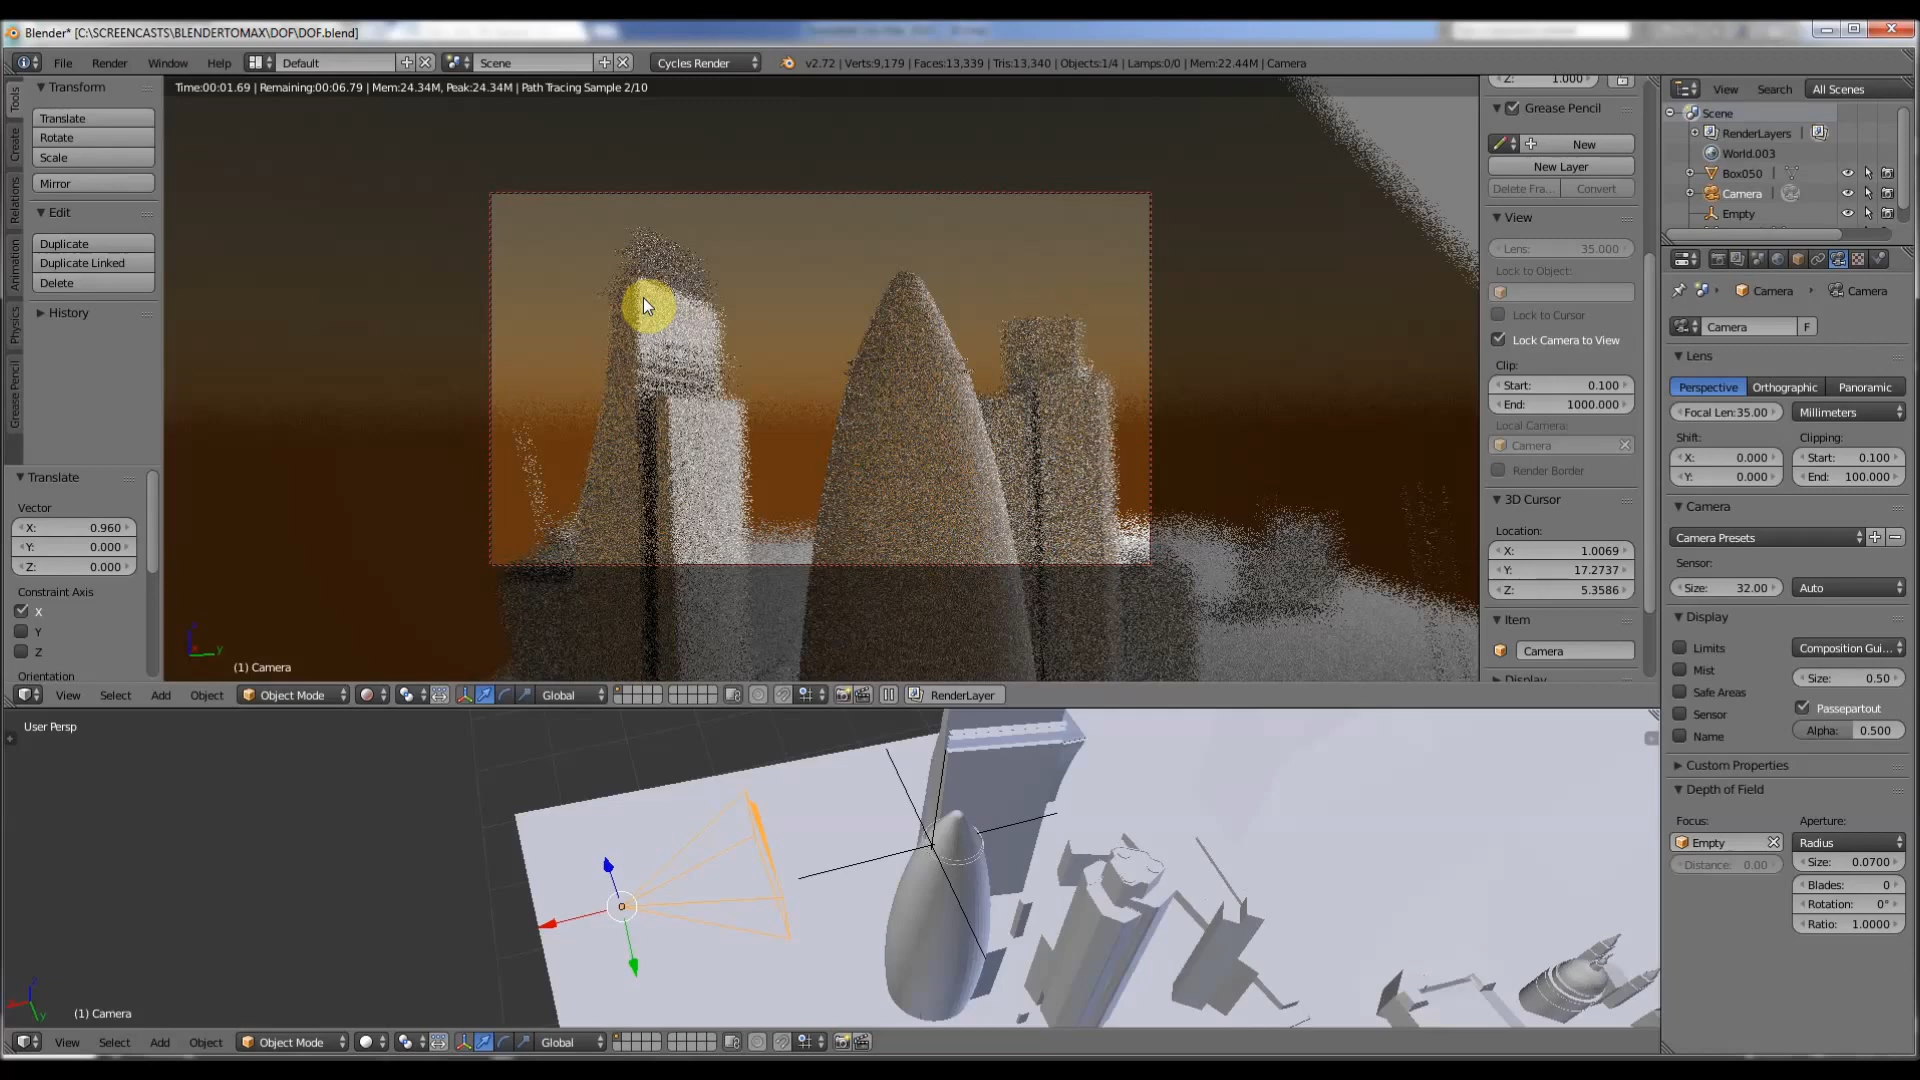 Blender* [C:\SCREENCASTS\BLENDERTOMAX\DOF\DOF.blend]
File Render Window Help Default Scene Cycles Render v2.72 | Verts:9,179 | Faces:13,339 | Tris:13,340 | Objects:1/4 | Lamps:0/0 | Mem:22.44M | Camera
Time:00:01.69 | Remaining:00:06.79 | Mem:24.34M, Peak:24.34M | Path Tracing Sample 2/10
Tools
Create
Relations
Animation
Physics
Grease Pencil
Transform
Translate
Rotate
Scale
Mirror
Edit
Duplicate
Duplicate Linked
Delete
History
Translate
Vector
X: 0.960
Y: 0.000
Z: 0.000
Constraint Axis
X
Y
Z
Orientation
(1) Camera
View Select Add Object Object Mode Global RenderLayer
Z: 1.000
Grease Pencil
New
New Layer
Delete Fra... Convert
View
Lens: 35.000
Lock to Object:
Lock to Cursor
Lock Camera to View
Clip:
Start: 0.100
End: 1000.000
Local Camera:
Camera
Render Border
3D Cursor
Location:
X: 1.0069
Y: 17.2737
Z: 5.3586
Item
Camera
Display
View Search All Scenes
Scene
RenderLayers
World.003
Box050
Camera
Empty
Camera Camera
Camera F
Lens
Perspective Orthographic Panoramic
Focal Len:35.00 Millimeters
Shift: Clipping:
X: 0.000 Start: 0.100
Y: 0.000 End: 100.000
Camera
Camera Presets
Sensor:
Size: 32.00 Auto
Display
Limits Composition Gui...
Mist Size: 0.50
Safe Areas Passepartout
Sensor Alpha: 0.500
Name
Custom Properties
Depth of Field
Focus: Aperture:
Empty Radius
Distance: 0.00 Size: 0.0700
Blades: 0
Rotation: 0°
Ratio: 1.0000
User Persp
(1) Camera
View Select Add Object Object Mode Global